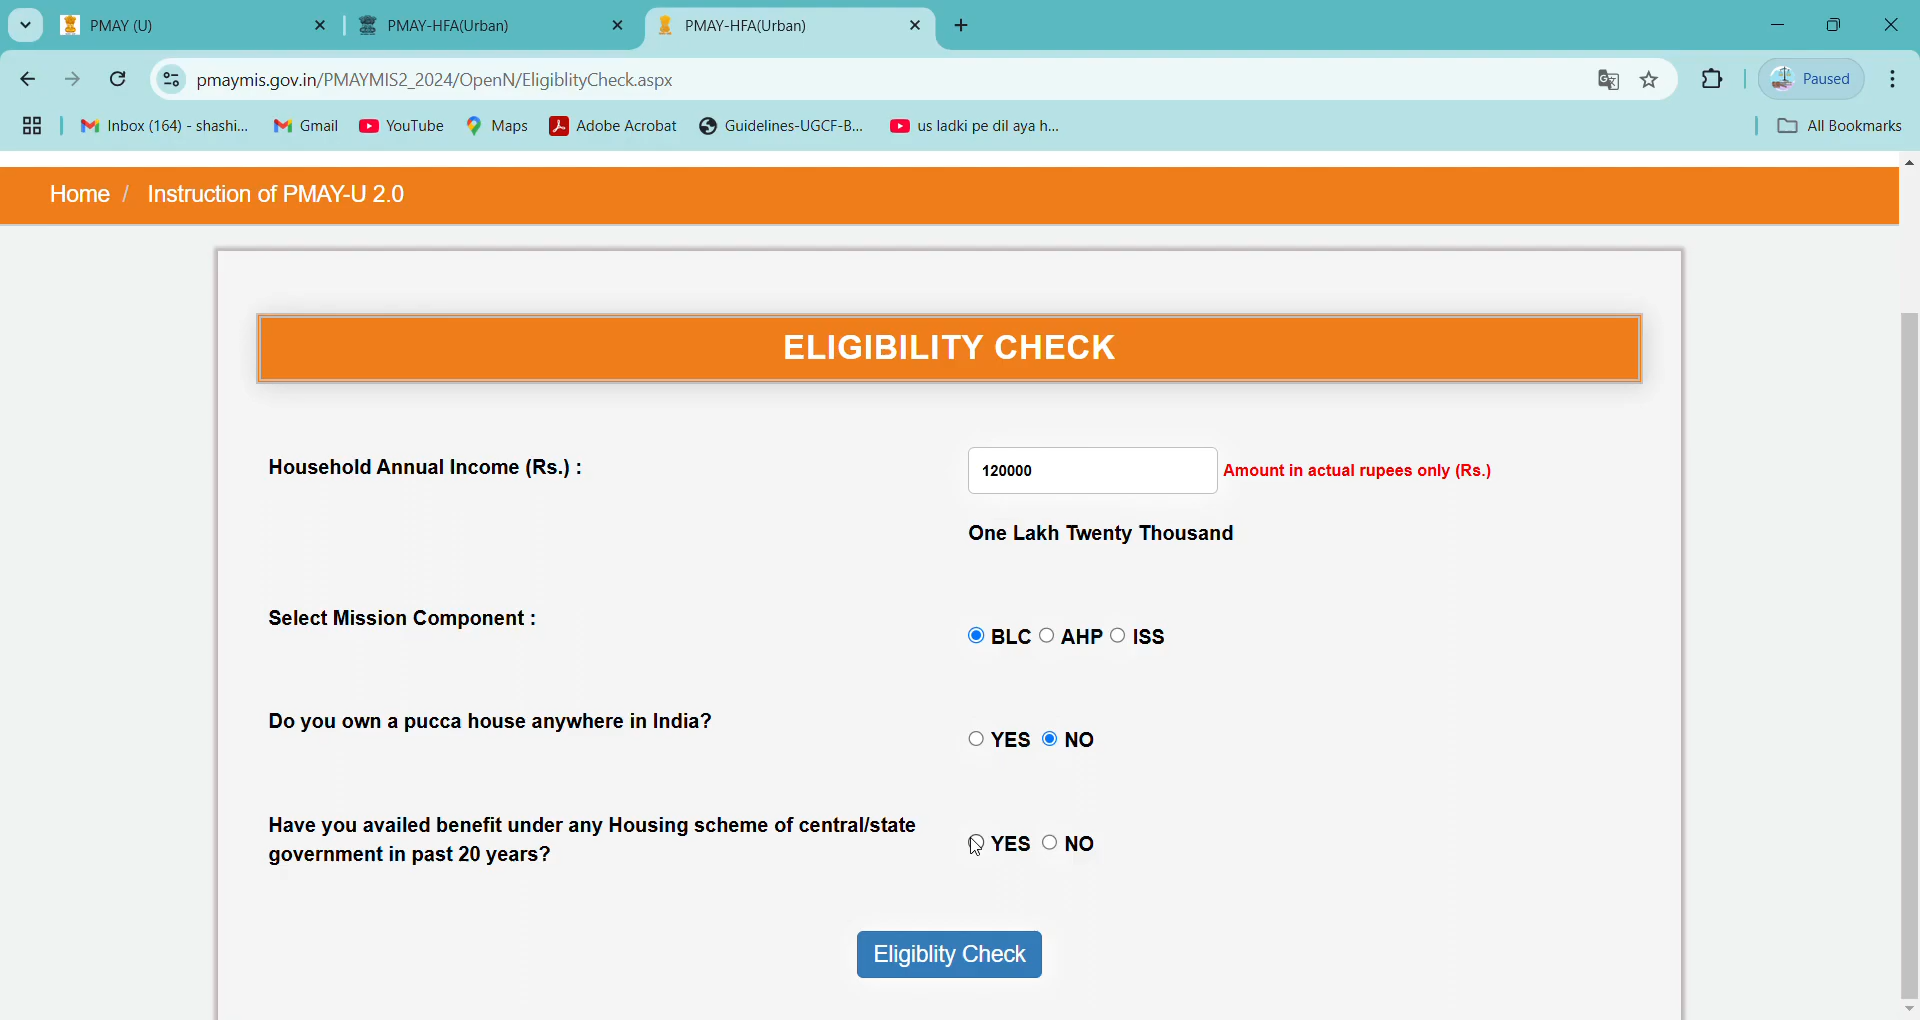 PMAY (U)
PMAY-HFA(Urban)
PMAY-HFA(Urban)
pmaymis.gov.in/PMAYMIS2_2024/OpenN/EligiblityCheck.aspx
Paused
Inbox (164) - shashi...
Gmail
YouTube
Maps
Adobe Acrobat
Guidelines-UGCF-B...
us ladki pe dil aya h...
All Bookmarks
Home / Instruction of PMAY-U 2.0
ELIGIBILITY CHECK
Household Annual Income (Rs.) :
120000
Amount in actual rupees only (Rs.)
One Lakh Twenty Thousand
Select Mission Component :
BLC AHP ISS
Do you own a pucca house anywhere in India?
YES NO
Have you availed benefit under any Housing scheme of central/state
government in past 20 years?
YES NO
Eligiblity Check